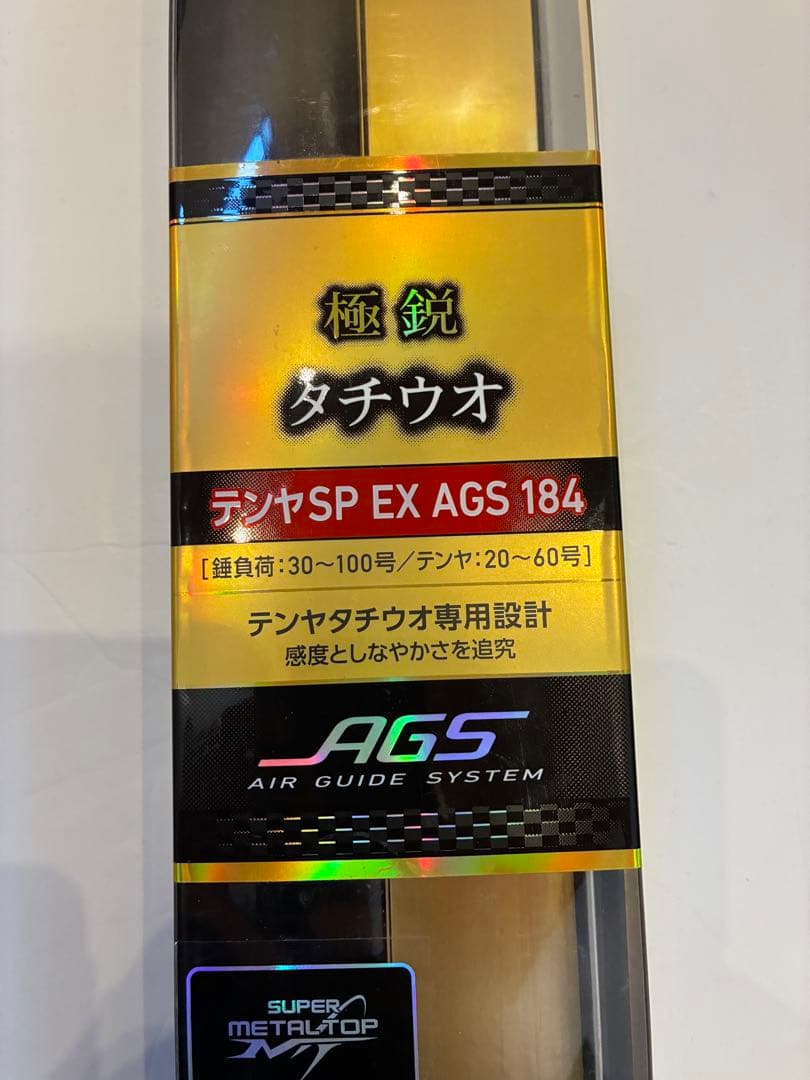 極鋭
タチウオ
テンヤSP EX AGS 184
[錘負荷:30〜100号/テンヤ:20〜60号]
テンヤタチウオ専用設計
感度としなやかさを追究
AGS
AIR GUIDE SYSTEM
SUPER
METAL TOP
MT